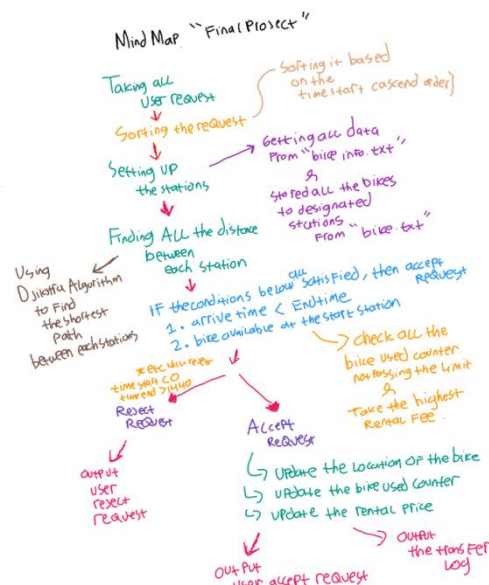 Mind Map "Final Project"
Taking all
user request
Sorting the request
Sorting it based
on the
time start (ascend order)
Setting up
the stations
Getting all data
From "bike info.txt"
&
stored all the bikes
to designated
stations
From "bike.txt"
Finding All the distance
between
each station
Using
Djikstra Algorithm
to Find
the shortest
path
between each stations
IF the conditions below all satisfied, then accept
request
1. arrive time < Endtime
2. bike available at the start station
check all the
bike used counter
not passing the limit
&
Take the highest
Rental Fee.
time start < 0
time end > 1440
Reject
Request
Accept
Request
output
user
reject
request
update the location of the bike
update the bike used counter
update the rental price
output
user accept request
output
the transfer
log